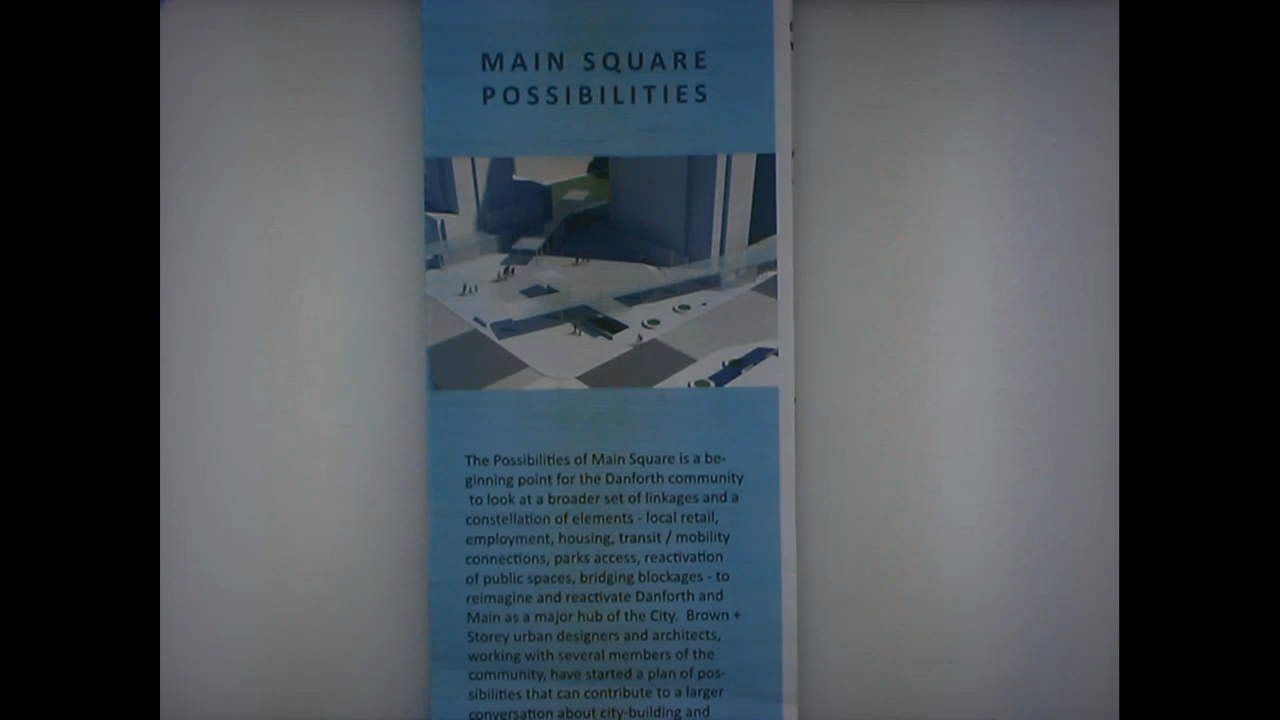 MAIN SQUARE
POSSIBILITIES
The Possibilities of Main Square is a be-
ginning point for the Danforth community
to look at a broader set of linkages and a
constellation of elements - local retail,
employment, housing, transit / mobility
connections, parks access, reactivation
of public spaces, bridging blockages - to
reimagine and reactivate Danforth and
Main as a major hub of the City.  Brown +
Storey urban designers and architects,
working with several members of the
community, have started a plan of pos-
sibilities that can contribute to a larger
conversation about city-building and